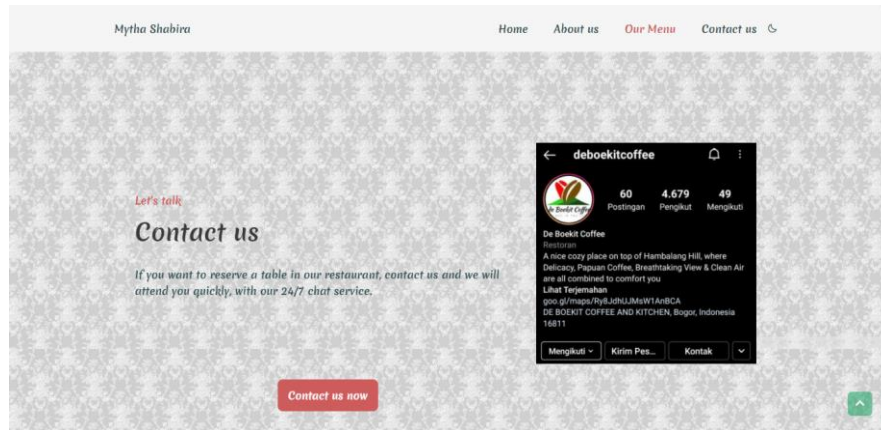 Mytha Shabira
Home About us Our Menu Contact us
Let's talk
Contact us
If you want to reserve a table in our restaurant, contact us and we will
attend you quickly, with our 24/7 chat service.
Contact us now
deboekitcoffee
De Boekit Coffee
60 4.679 49
Postingan Pengikut Mengikuti
De Boekit Coffee
Restoran
A nice cozy place on top of Hambalang Hill, where
Delicacy, Papuan Coffee, Breathtaking View & Clean Air
are all combined to comfort you
Lihat Terjemahan
goo.gl/maps/Ry8JdhUJMsW1AnBCA
DE BOEKIT COFFEE AND KITCHEN, Bogor, Indonesia
16811
Mengikuti Kirim Pes... Kontak